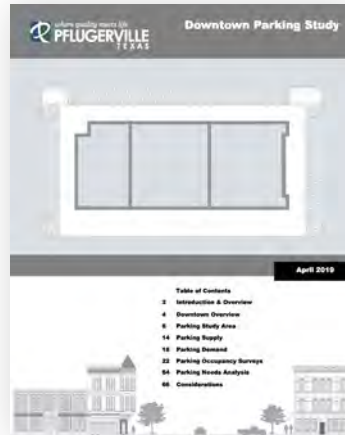 where quality meets life
PFLUGERVILLE
TEXAS
Downtown Parking Study
April 2019
Table of Contents
2 Introduction & Overview
4 Downtown Overview
6 Parking Study Area
14 Parking Supply
18 Parking Demand
22 Parking Occupancy Surveys
54 Parking Needs Analysis
66 Considerations